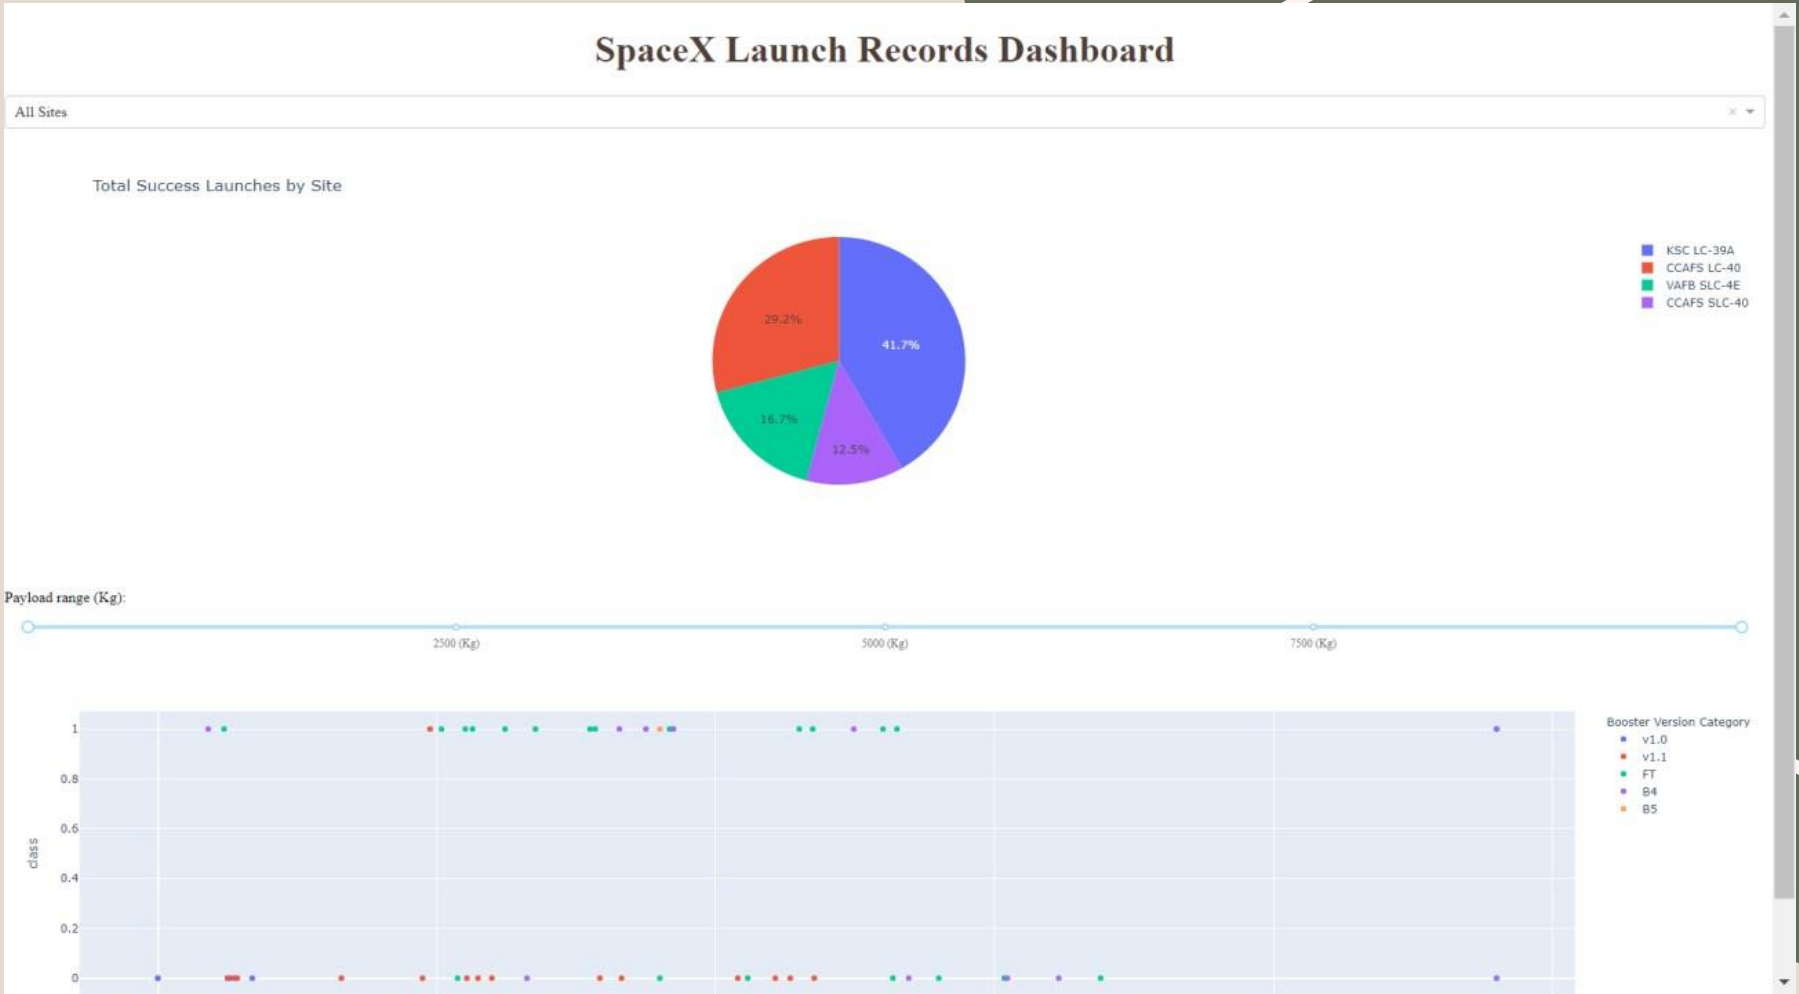 SpaceX Launch Records Dashboard
All Sites
Total Success Launches by Site
KSC LC-39A
CCAFS LC-40
VAFB SLC-4E
CCAFS SLC-40
29.2%
41.7%
16.7%
12.5%
Payload range (Kg):
2500 (Kg)
5000 (Kg)
7500 (Kg)
Booster Version Category
v1.0
v1.1
FT
B4
B5
class
1
0.8
0.6
0.4
0.2
0